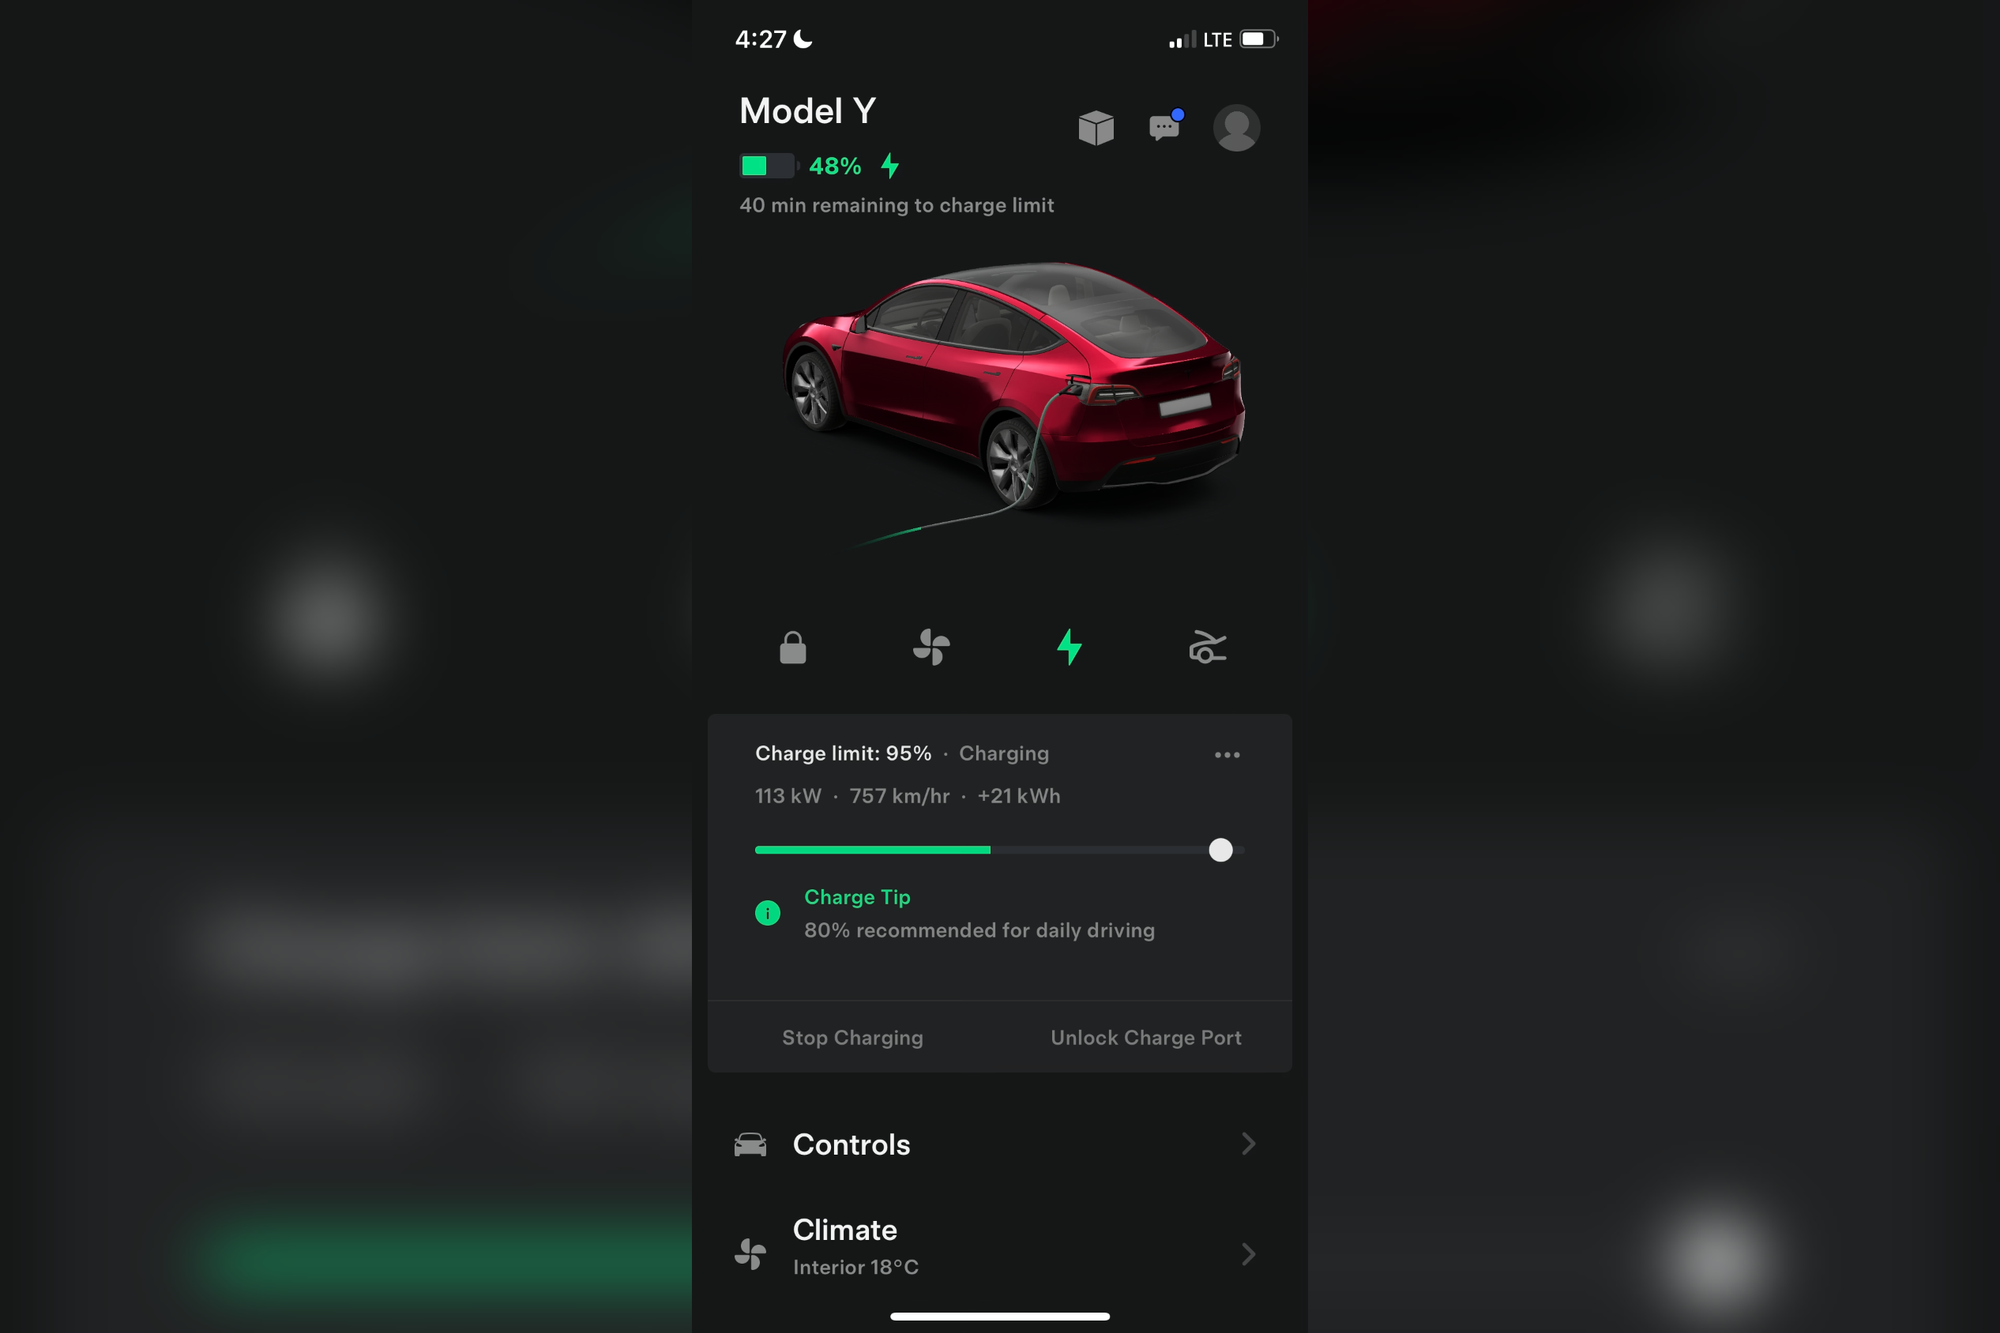 4:27 LTE
Model Y
48%
40 min remaining to charge limit
Charge limit: 95% · Charging
113 kW · 757 km/hr · +21 kWh
Charge Tip
80% recommended for daily driving
Stop Charging Unlock Charge Port
Controls
Climate
Interior 18°C